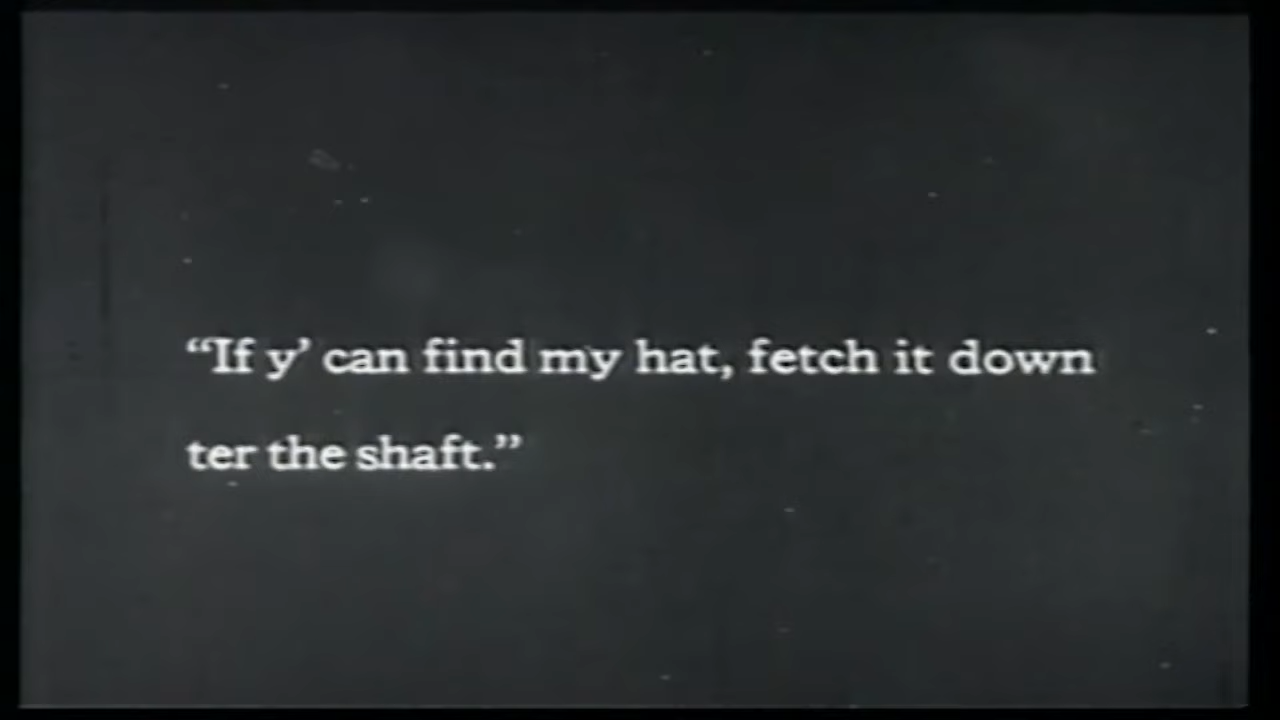 “If y’ can find my hat, fetch it down
ter the shaft.”